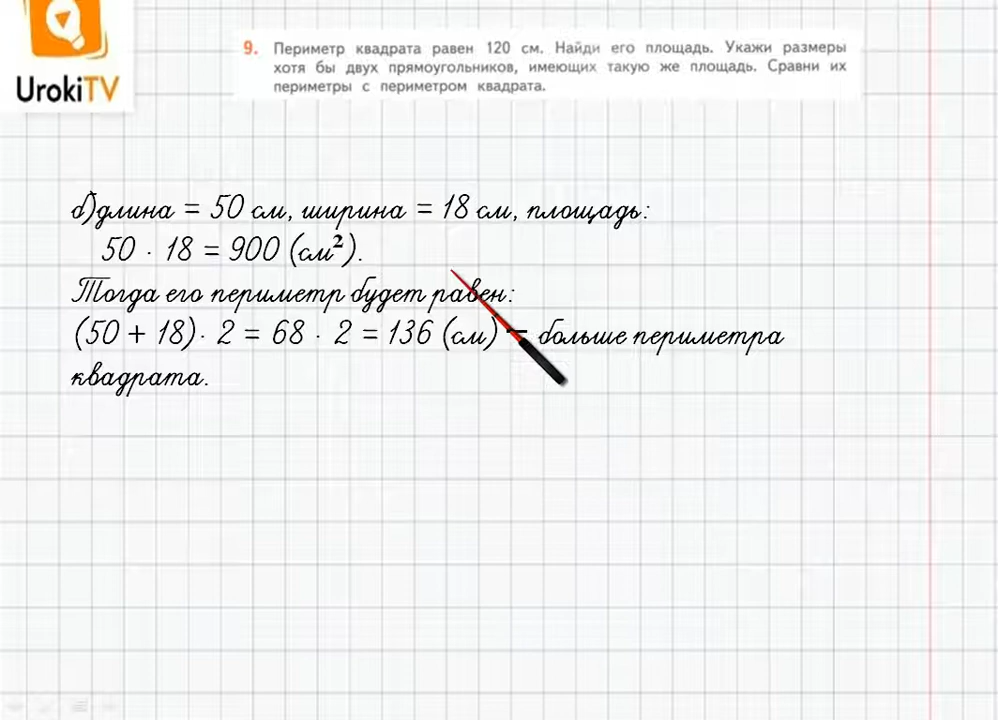 UrokiTV
9. Периметр квадрата равен 120 см. Найди его площадь. Укажи размеры
хотя бы двух прямоугольников, имеющих такую же площадь. Сравни их
периметры с периметром квадрата.
б)длина = 50 см, ширина = 18 см, площадь:
50 · 18 = 900 (см²).
Тогда его периметр будет равен:
(50 + 18)· 2 = 68 · 2 = 136 (см) – больше периметра
квадрата.